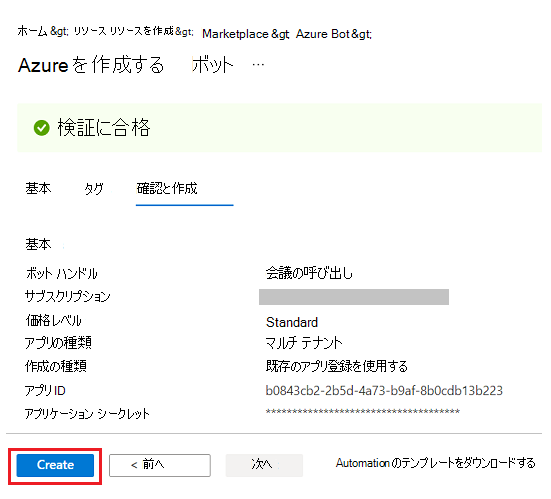 ホーム &gt; リソース リソースを作成 &gt; Marketplace &gt; Azure Bot &gt;
Azure を作成する ボット …
検証に合格
基本 タグ 確認と作成
基本
ボット ハンドル 会議の呼び出し
サブスクリプション
価格レベル Standard
アプリの種類 マルチ テナント
作成の種類 既存のアプリ登録を使用する
アプリ ID b0843cb2-2b5d-4a73-b9af-8b0cdb13b223
アプリケーション シークレット *************************************
Create < 前へ 次へ Automation のテンプレートをダウンロードする